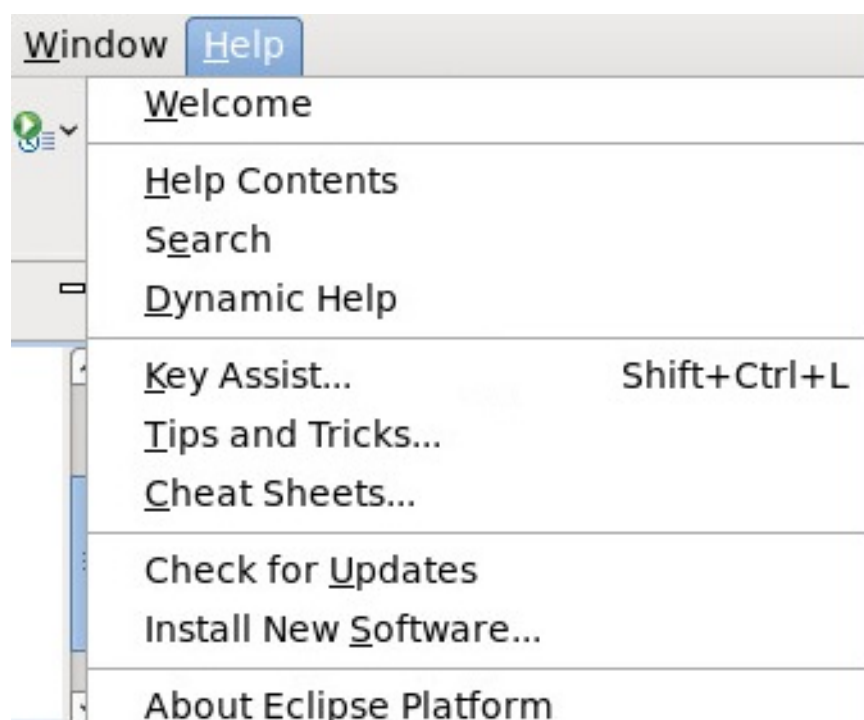 Window Help
Welcome
Help Contents
Search
Dynamic Help
Key Assist... Shift+Ctrl+L
Tips and Tricks...
Cheat Sheets...
Check for Updates
Install New Software...
About Eclipse Platform